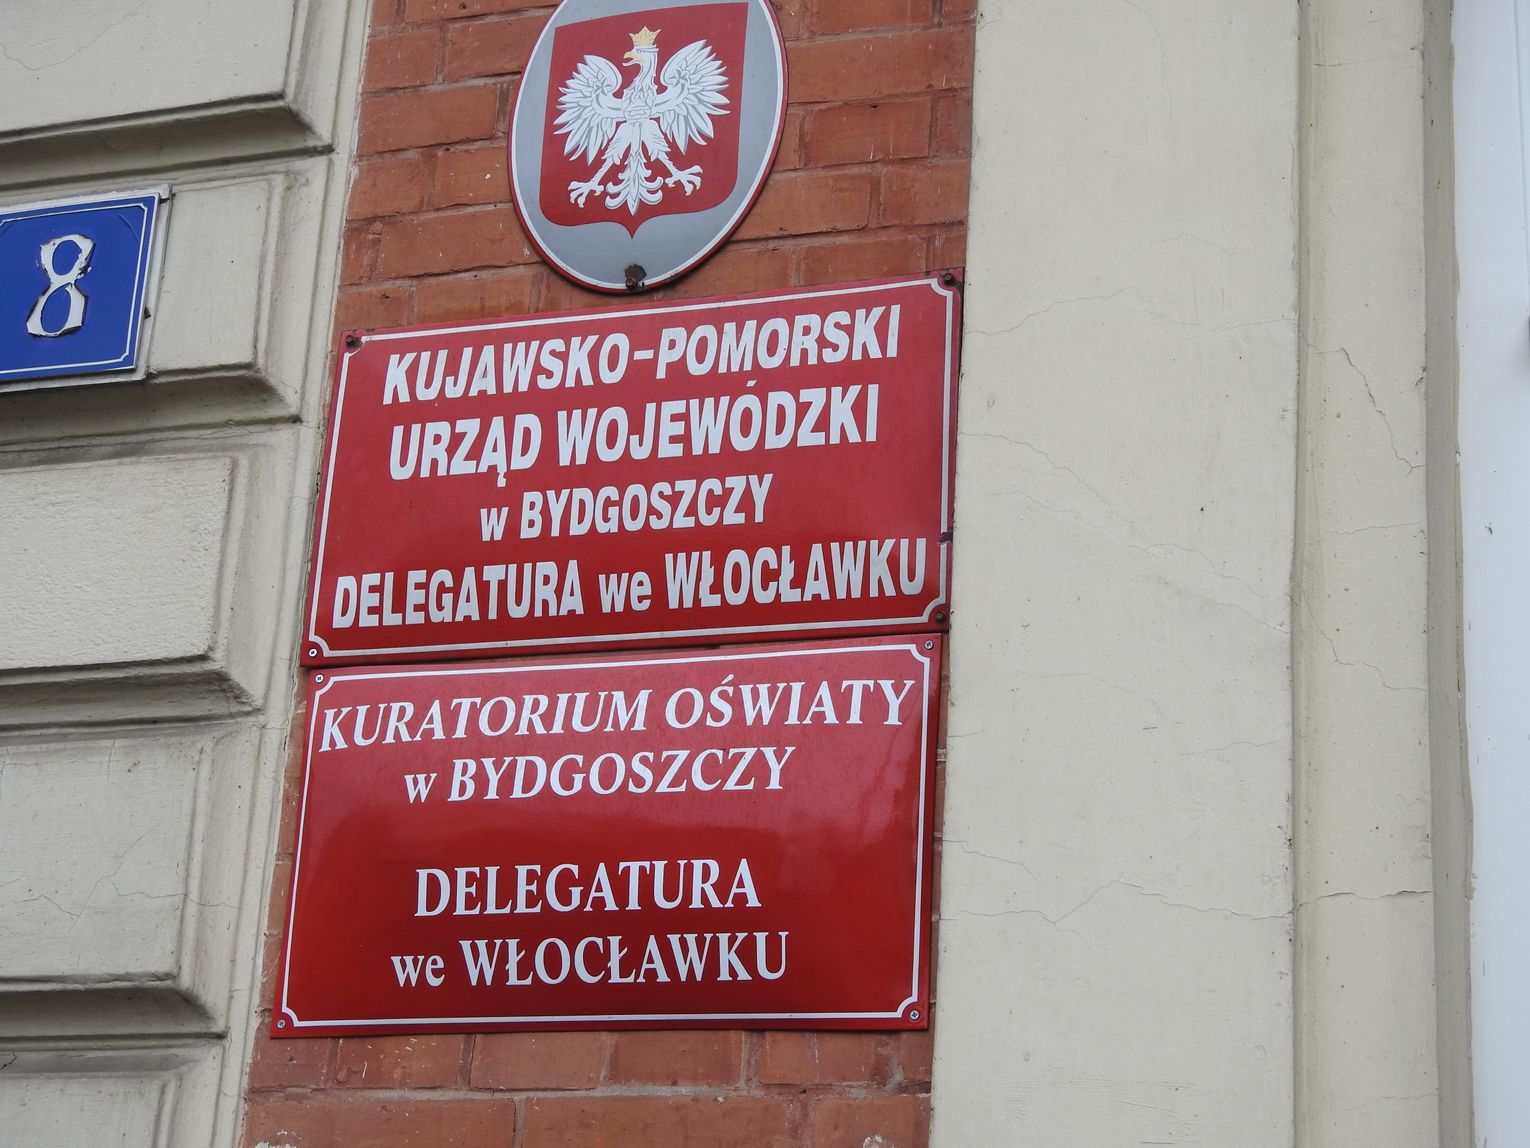 8
KUJAWSKO-POMORSKI
URZĄD WOJEWÓDZKI
w BYDGOSZCZY
DELEGATURA we WŁOCŁAWKU
KURATORIUM OŚWIATY
w BYDGOSZCZY
DELEGATURA
we WŁOCŁAWKU